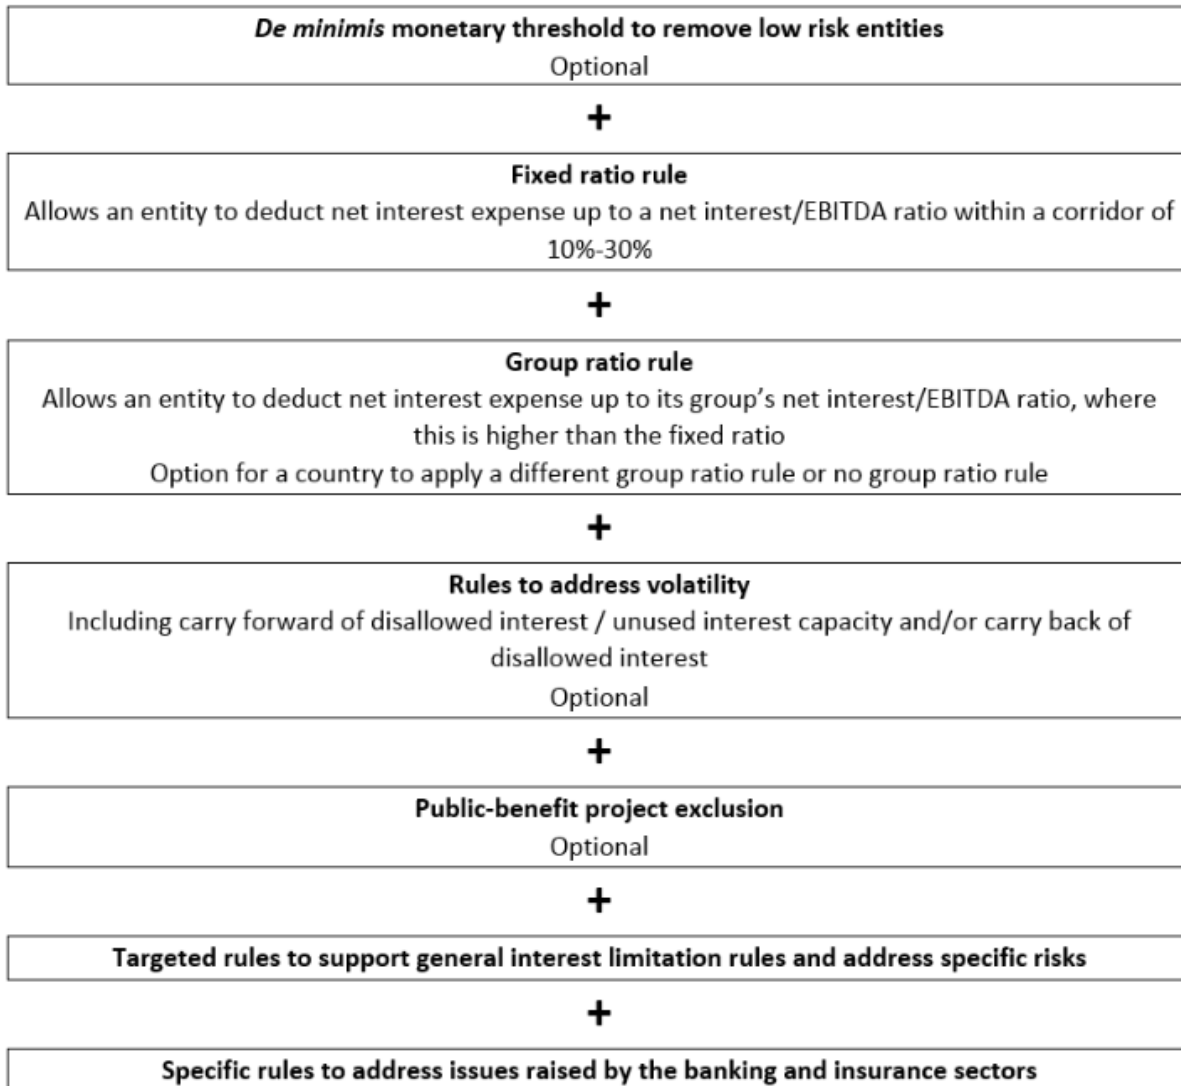 De minimis monetary threshold to remove low risk entities
Optional
+
Fixed ratio rule
Allows an entity to deduct net interest expense up to a net interest/EBITDA ratio within a corridor of
10%-30%
+
Group ratio rule
Allows an entity to deduct net interest expense up to its group's net interest/EBITDA ratio, where
this is higher than the fixed ratio
Option for a country to apply a different group ratio rule or no group ratio rule
+
Rules to address volatility
Including carry forward of disallowed interest / unused interest capacity and/or carry back of
disallowed interest
Optional
+
Public-benefit project exclusion
Optional
+
Targeted rules to support general interest limitation rules and address specific risks
+
Specific rules to address issues raised by the banking and insurance sectors